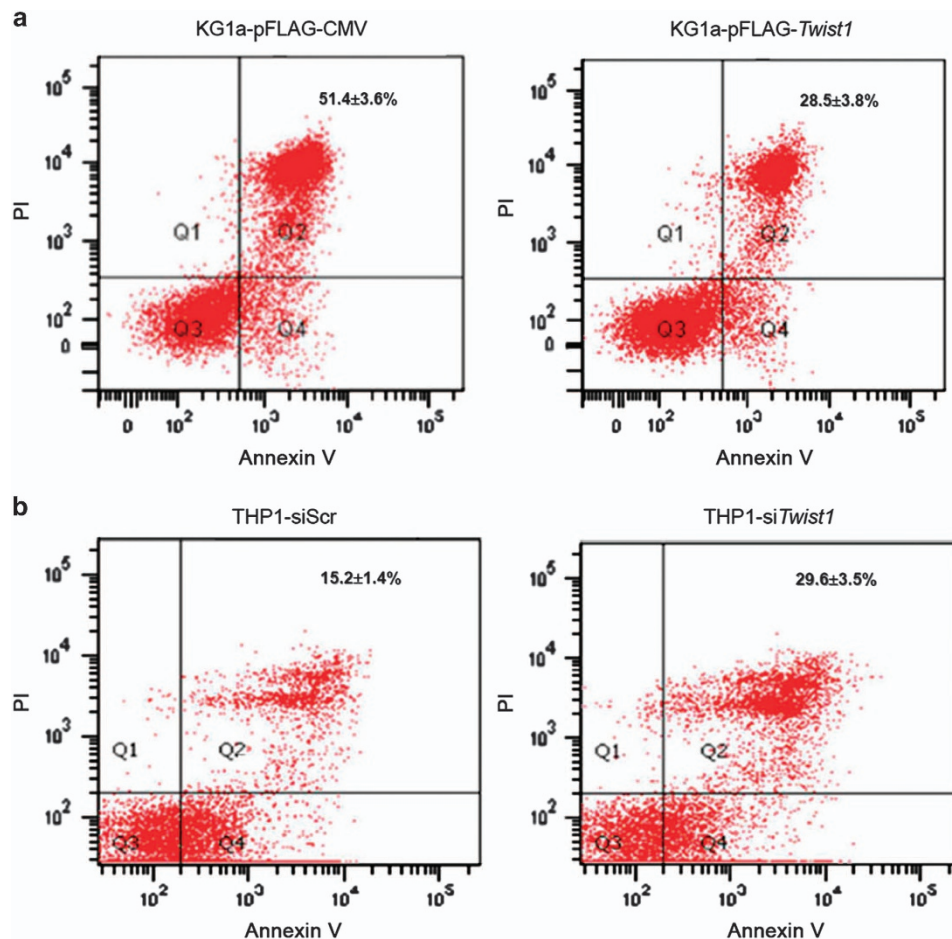 a
KG1a-pFLAG-CMV
KG1a-pFLAG-Twist1
51.4±3.6%
28.5±3.8%
10⁵
10⁴
10³
10²
0
PI
Q1
Q2
Q3
Q4
0 10² 10³ 10⁴ 10⁵
Annexin V
10⁵
10⁴
10³
10²
0
PI
Q1
Q2
Q3
Q4
0 10² 10³ 10⁴ 10⁵
Annexin V
b
THP1-siScr
THP1-siTwist1
15.2±1.4%
29.6±3.5%
10⁵
10⁴
10³
10²
PI
Q1
Q2
Q3
Q4
10² 10³ 10⁴ 10⁵
Annexin V
10⁵
10⁴
10³
10²
PI
Q1
Q2
Q3
Q4
10² 10³ 10⁴ 10⁵
Annexin V